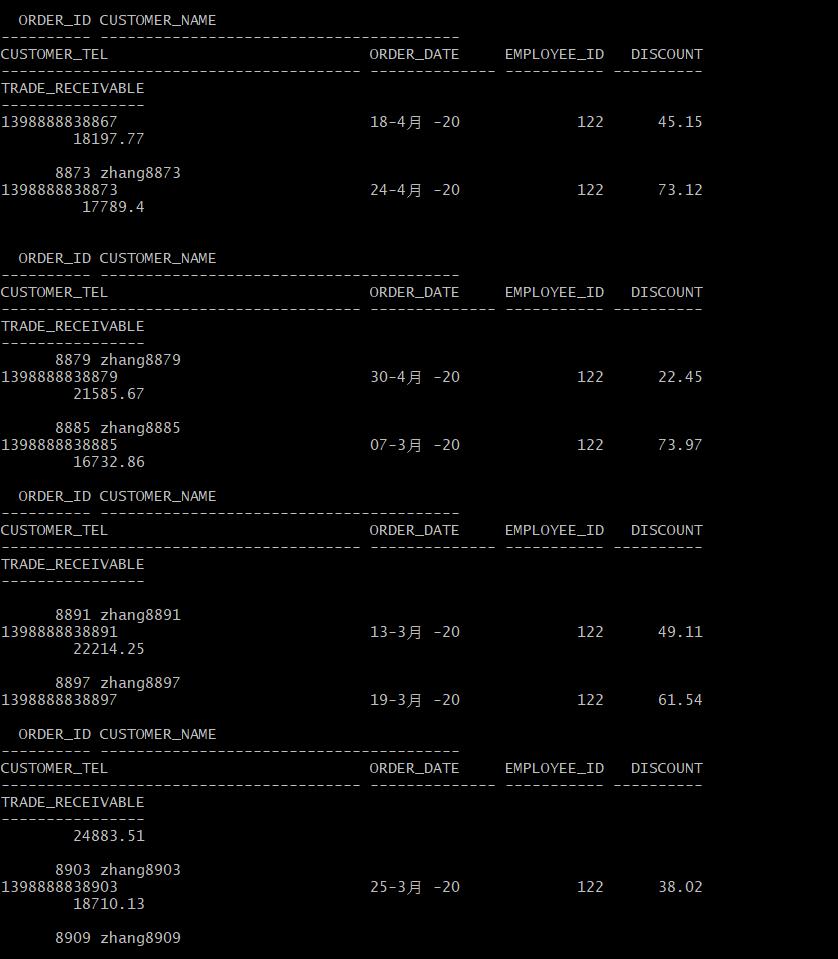 ORDER_ID CUSTOMER_NAME
---------- ----------------------------------------
CUSTOMER_TEL                             ORDER_DATE     EMPLOYEE_ID   DISCOUNT
---------------------------------------- -------------- ----------- ----------
TRADE_RECEIVABLE
----------------
1398888838867                            18-4月 -20             122      45.15
        18197.77
      8873 zhang8873
1398888838873                            24-4月 -20             122      73.12
         17789.4
  ORDER_ID CUSTOMER_NAME
---------- ----------------------------------------
CUSTOMER_TEL                             ORDER_DATE     EMPLOYEE_ID   DISCOUNT
---------------------------------------- -------------- ----------- ----------
TRADE_RECEIVABLE
----------------
      8879 zhang8879
1398888838879                            30-4月 -20             122      22.45
        21585.67
      8885 zhang8885
1398888838885                            07-3月 -20             122      73.97
        16732.86
  ORDER_ID CUSTOMER_NAME
---------- ----------------------------------------
CUSTOMER_TEL                             ORDER_DATE     EMPLOYEE_ID   DISCOUNT
---------------------------------------- -------------- ----------- ----------
TRADE_RECEIVABLE
----------------
      8891 zhang8891
1398888838891                            13-3月 -20             122      49.11
        22214.25
      8897 zhang8897
1398888838897                            19-3月 -20             122      61.54
  ORDER_ID CUSTOMER_NAME
---------- ----------------------------------------
CUSTOMER_TEL                             ORDER_DATE     EMPLOYEE_ID   DISCOUNT
---------------------------------------- -------------- ----------- ----------
TRADE_RECEIVABLE
----------------
        24883.51
      8903 zhang8903
1398888838903                            25-3月 -20             122      38.02
        18710.13
      8909 zhang8909